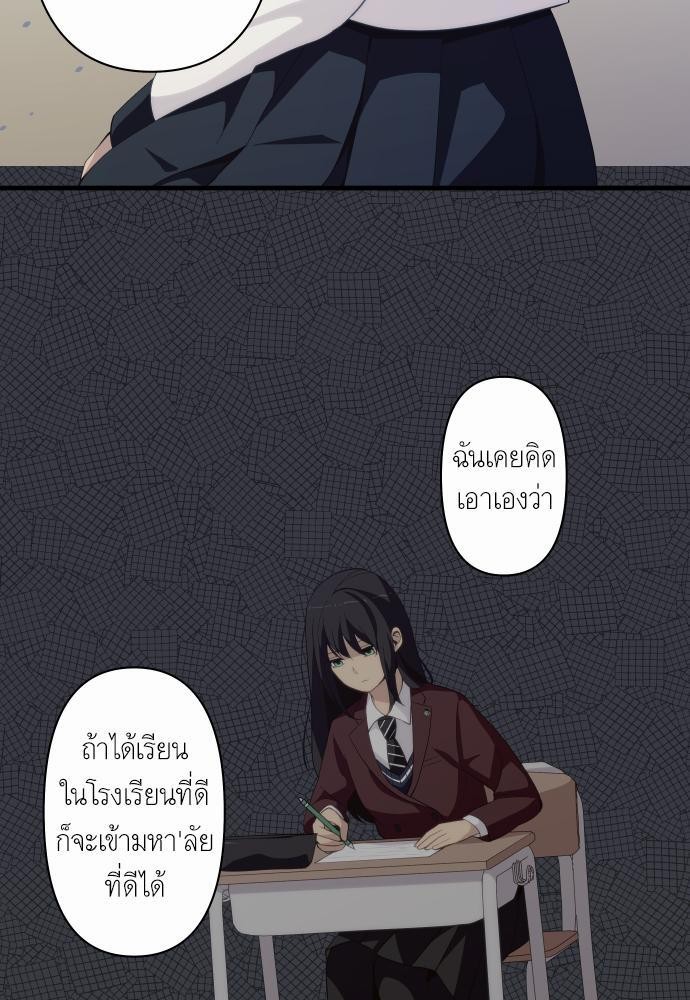 ฉันเคยคิด
เอาเองว่า
ถ้าได้เรียน
ในโรงเรียนที่ดี
ก็จะเข้ามหา'ลัย
ที่ดีได้